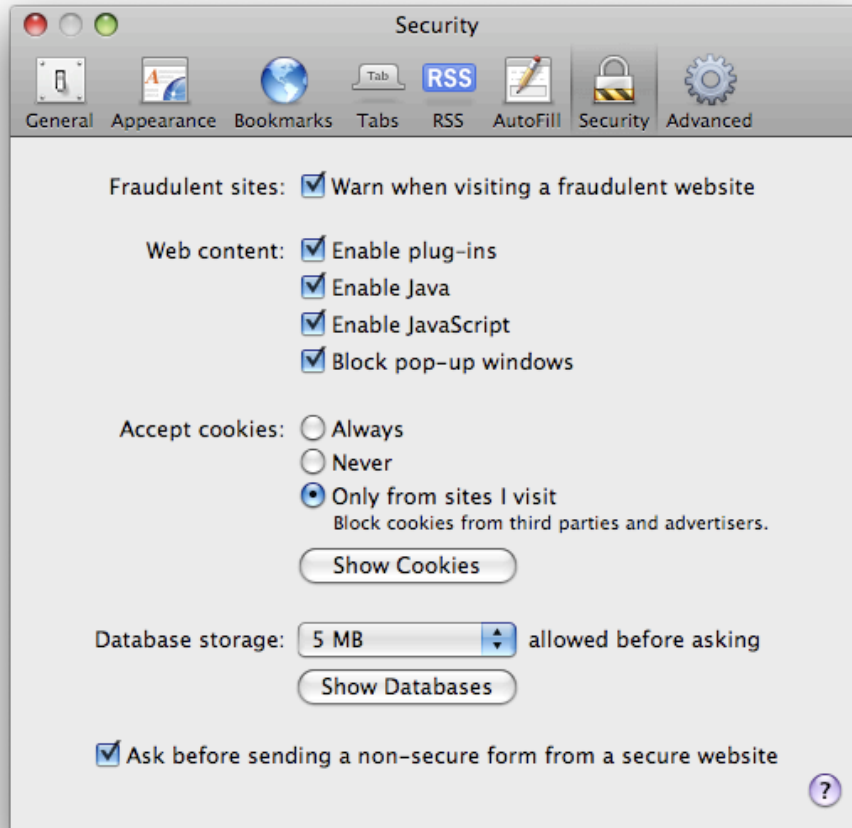 Security
Tab
RSS
General Appearance Bookmarks Tabs RSS AutoFill Security Advanced
Fraudulent sites: Warn when visiting a fraudulent website
Web content: Enable plug-ins
Enable Java
Enable JavaScript
Block pop-up windows
Accept cookies: Always
Never
Only from sites I visit
Block cookies from third parties and advertisers.
Show Cookies
Database storage: 5 MB allowed before asking
Show Databases
Ask before sending a non-secure form from a secure website
?